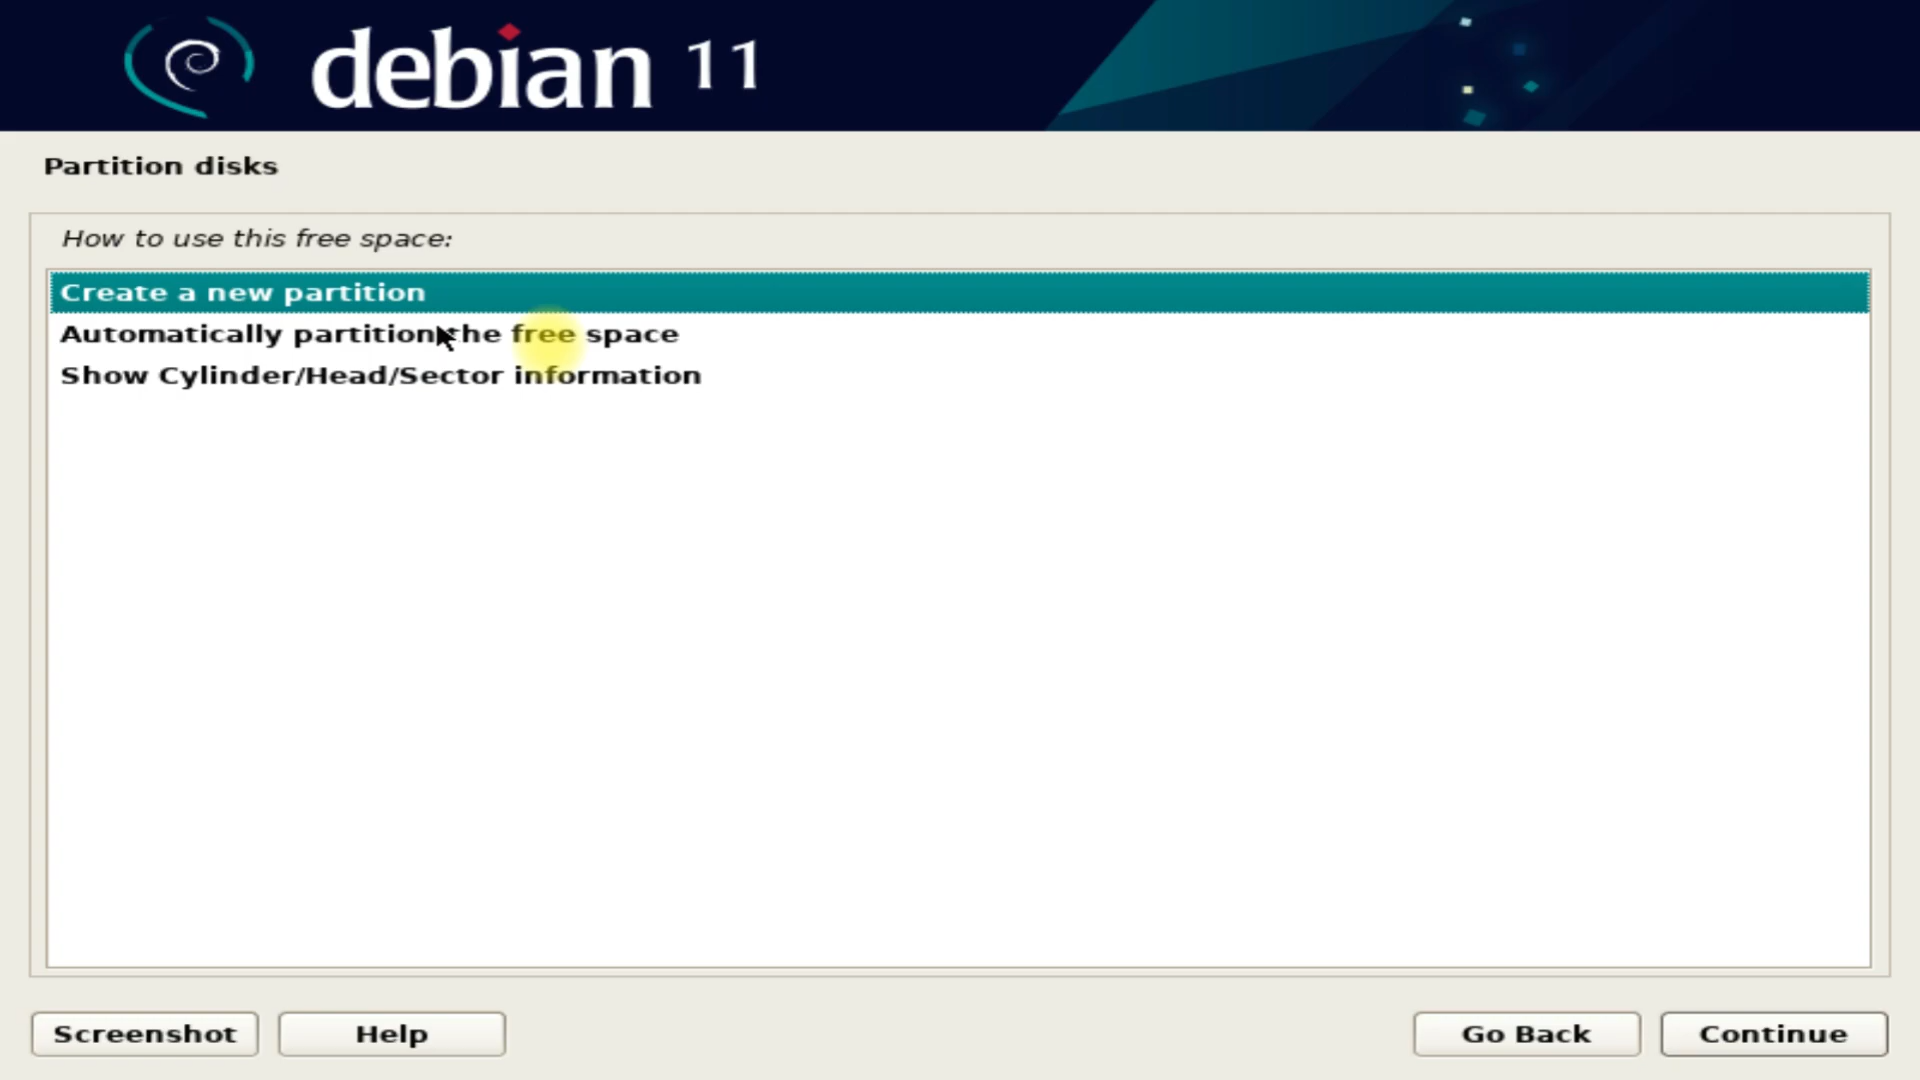 debian 11
Partition disks
How to use this free space:
Create a new partition
Automatically partition the free space
Show Cylinder/Head/Sector information
Screenshot
Help
Go Back
Continue